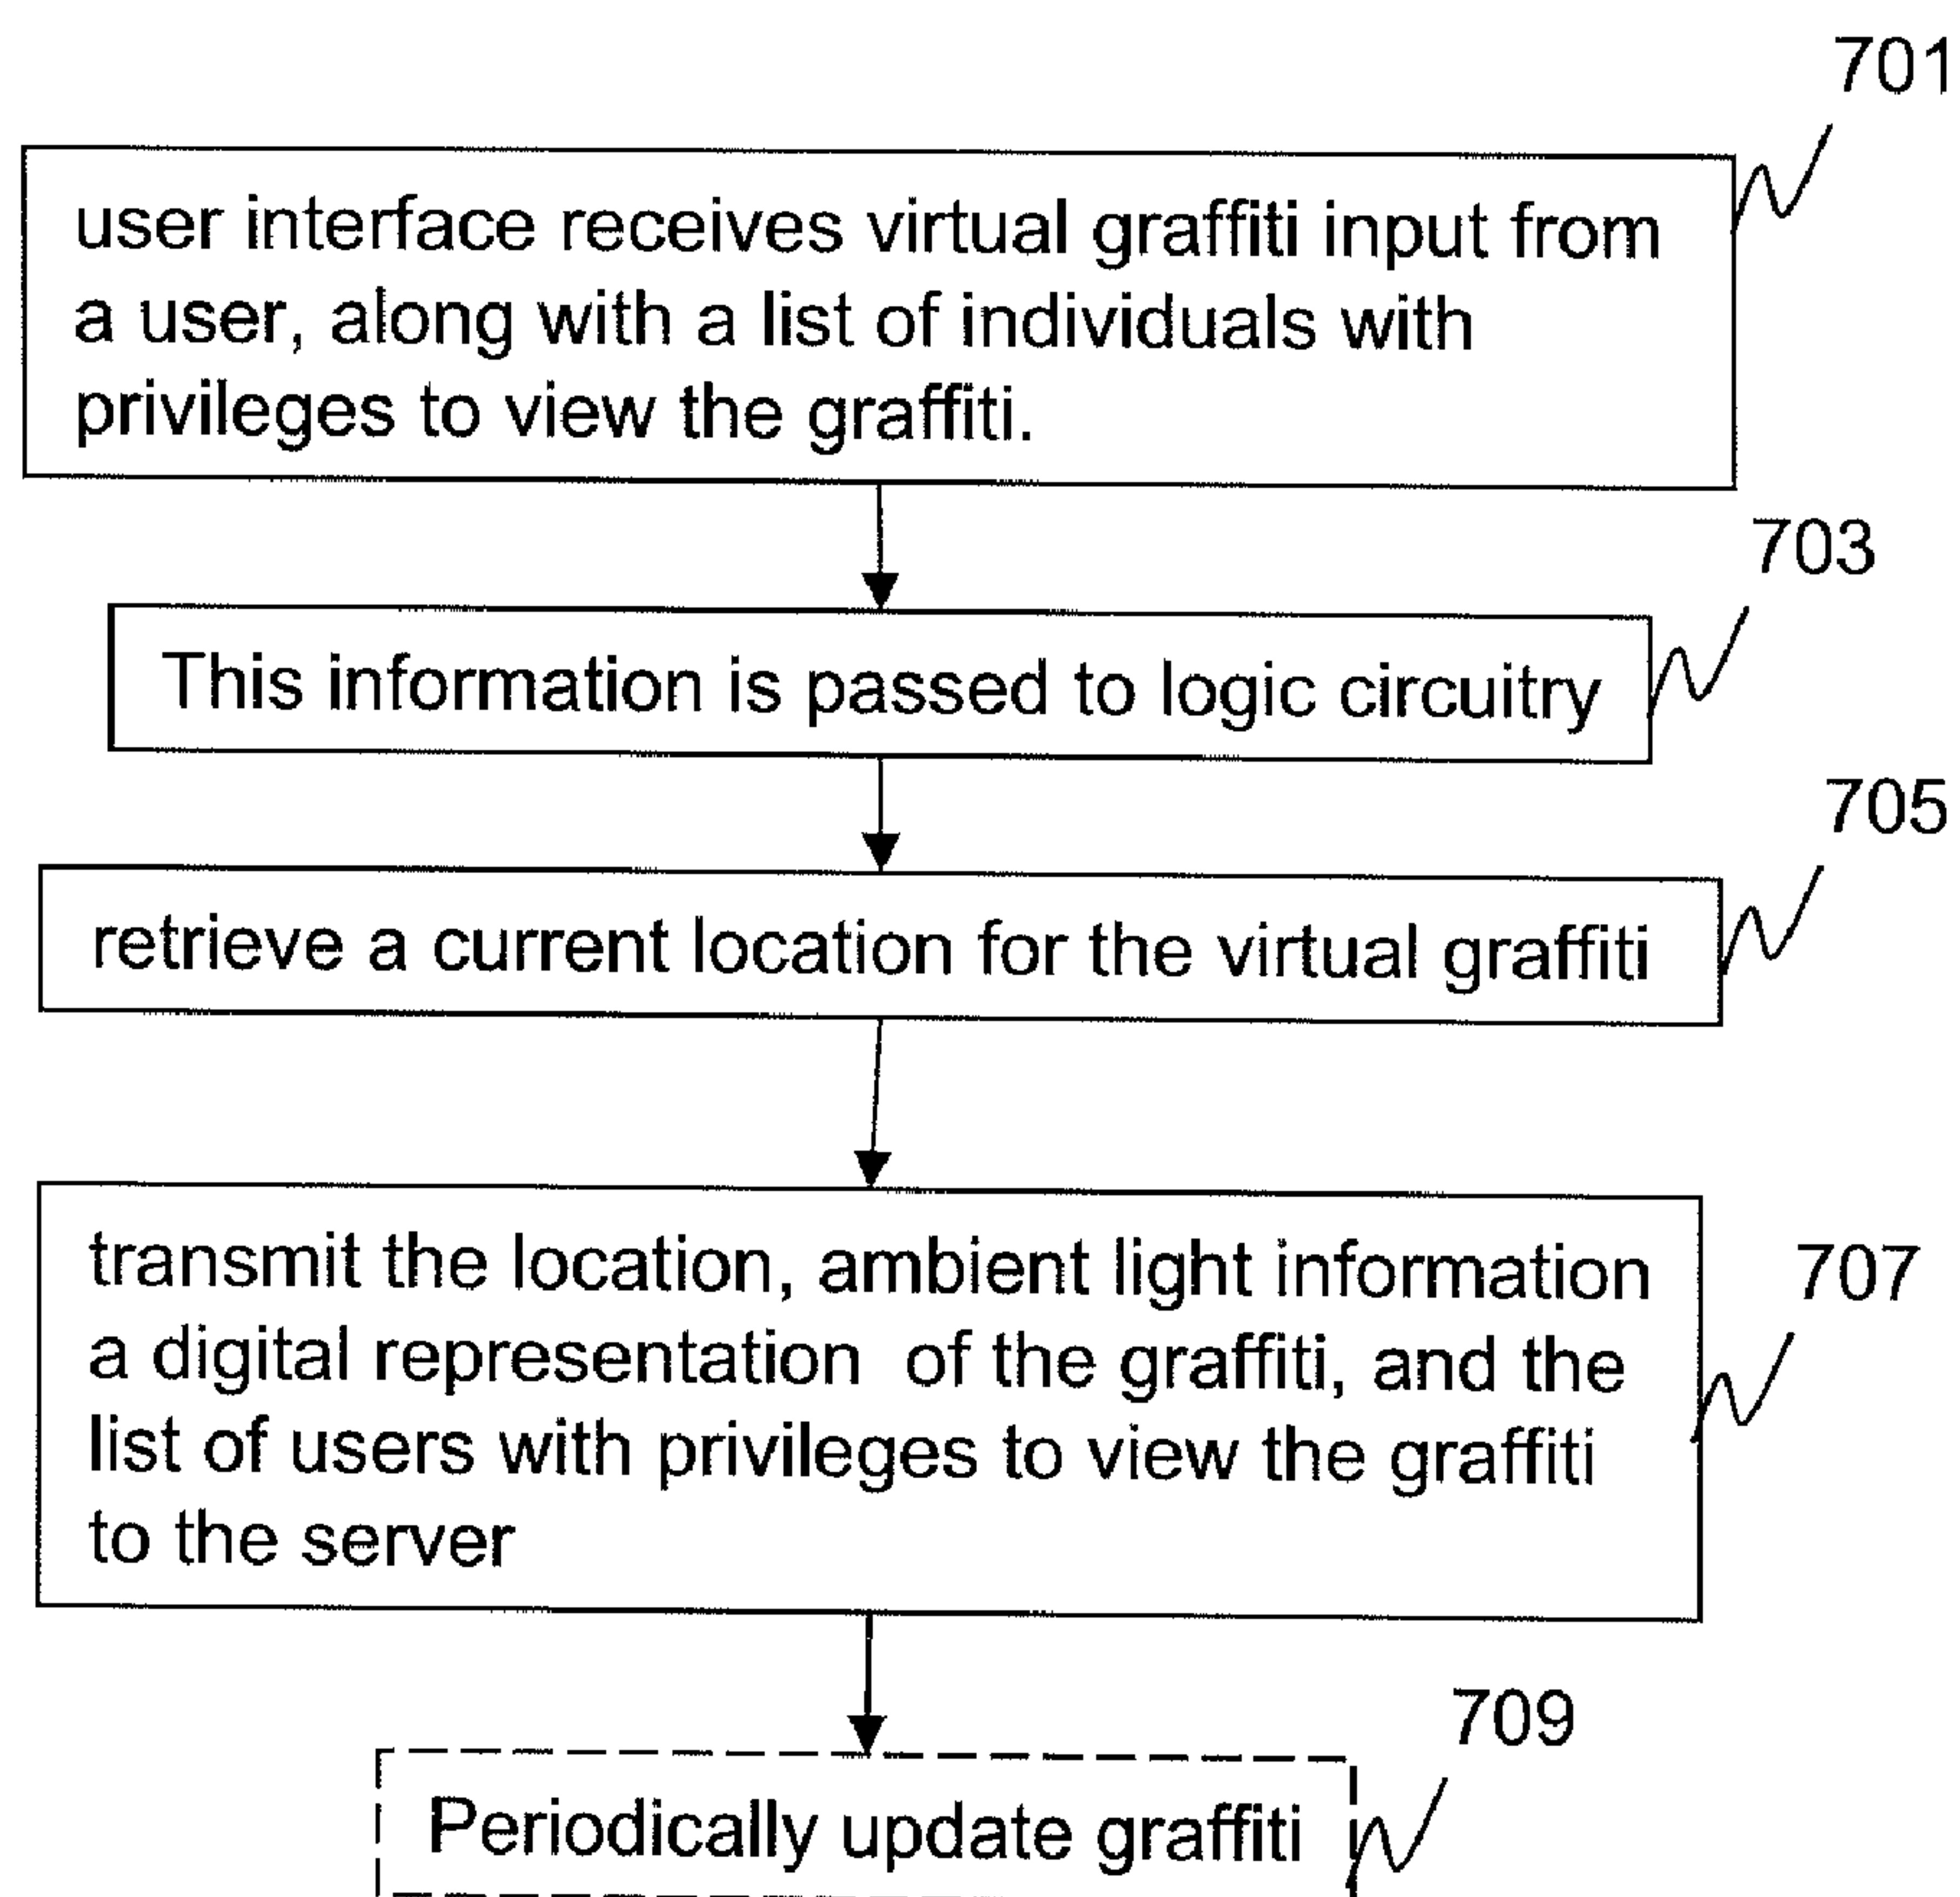 701
user interface receives virtual graffiti input from
a user, along with a list of individuals with
privileges to view the graffiti.
703
This information is passed to logic circuitry
705
retrieve a current location for the virtual graffiti
transmit the location, ambient light information
a digital representation of the graffiti, and the
list of users with privileges to view the graffiti
to the server
707
709
Periodically update graffiti